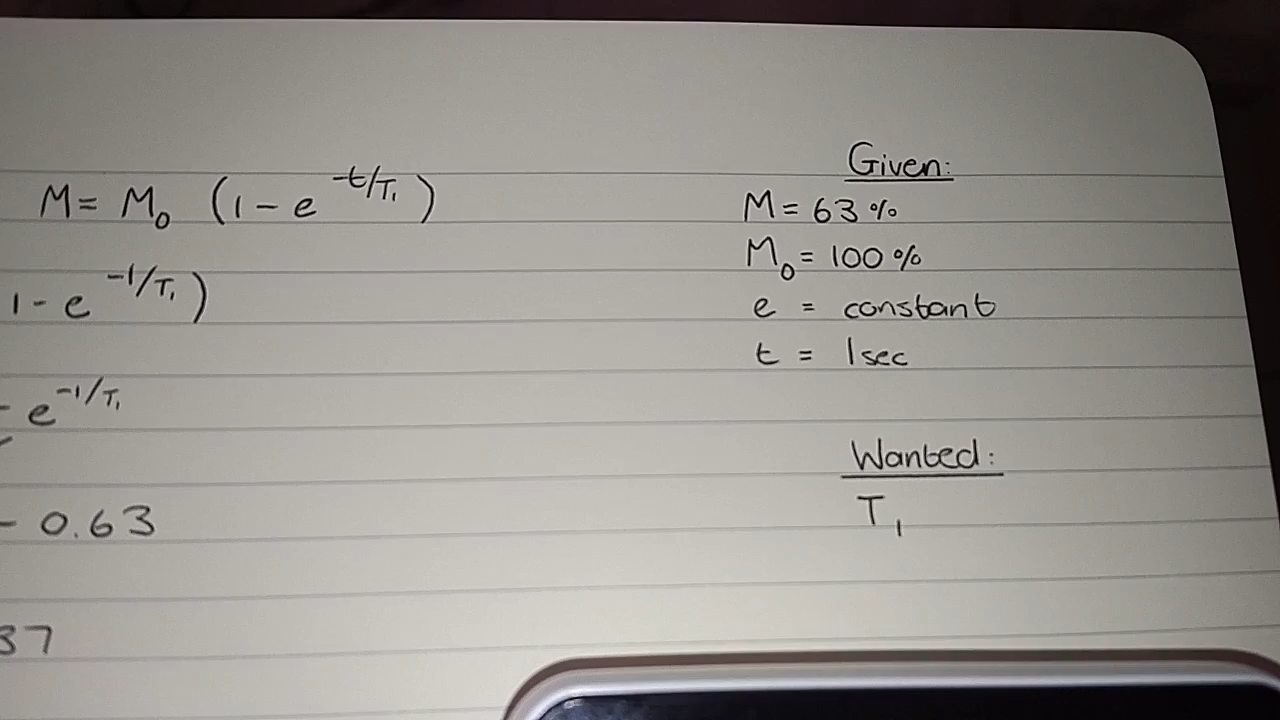 M = M₀ (1 - e^-t/T₁)
1 - e^-1/T₁)
e^-1/T₁
- 0.63
37
Given:
M = 63 %
M₀ = 100 %
e = constant
t = 1 sec
Wanted:
T₁